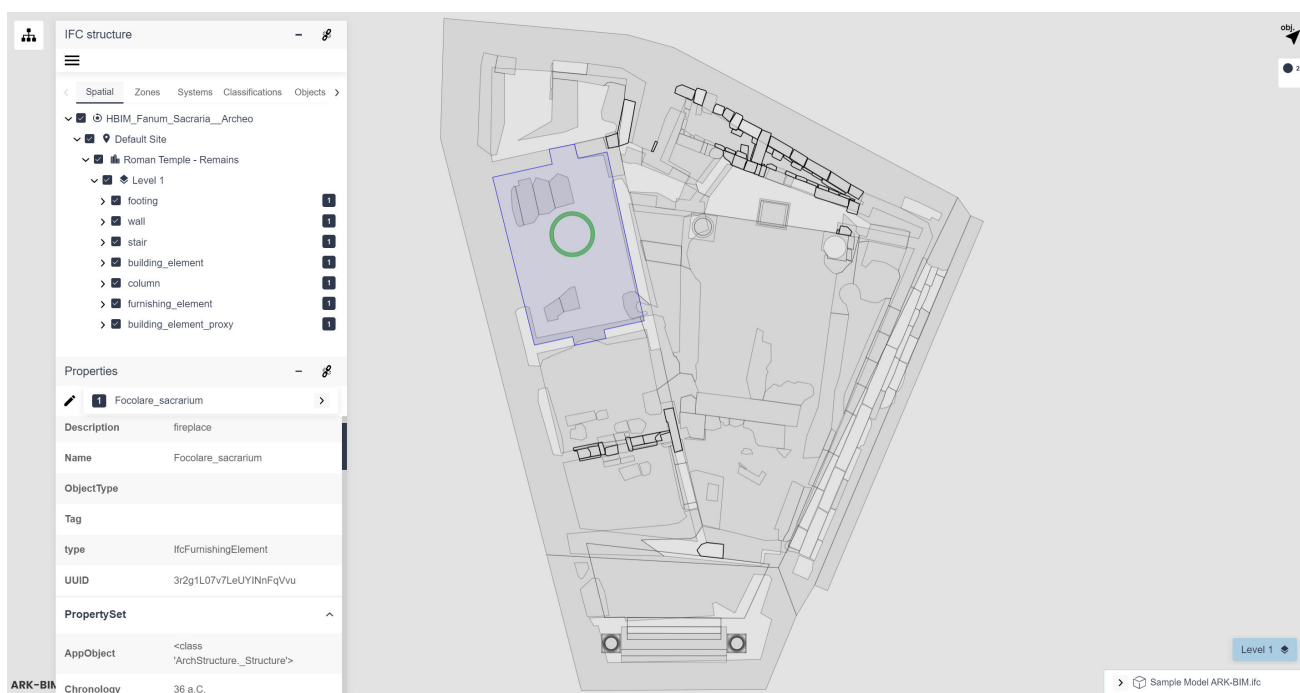 IFC structure
Spatial Zones Systems Classifications Objects
HBIM_Fanum_Sacraria__Archeo
Default Site
Roman Temple - Remains
Level 1
footing 1
wall 1
stair 1
building_element 1
column 1
furnishing_element 1
building_element_proxy 1
Properties
1 Focolare_sacrarium
Description fireplace
Name Focolare_sacrarium
ObjectType
Tag
type IfcFurnishingElement
UUID 3r2g1L07v7LeUYINnFqVvu
PropertySet
AppObject <class
'ArchStructure._Structure'>
Chronology 36 a.C.
ARK-BIM
obj.
2
Level 1
Sample Model ARK-BIM.ifc